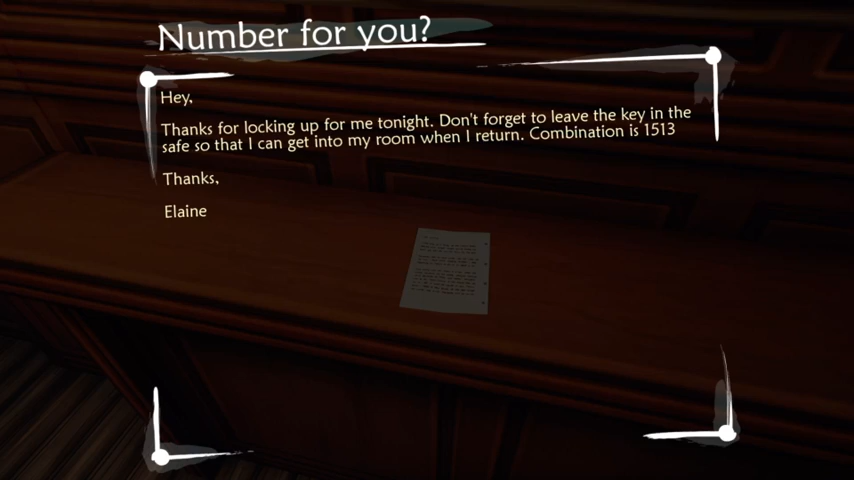 Number for you?
Hey,
Thanks for locking up for me tonight. Don't forget to leave the key in the
safe so that I can get into my room when I return. Combination is 1513
Thanks,
Elaine